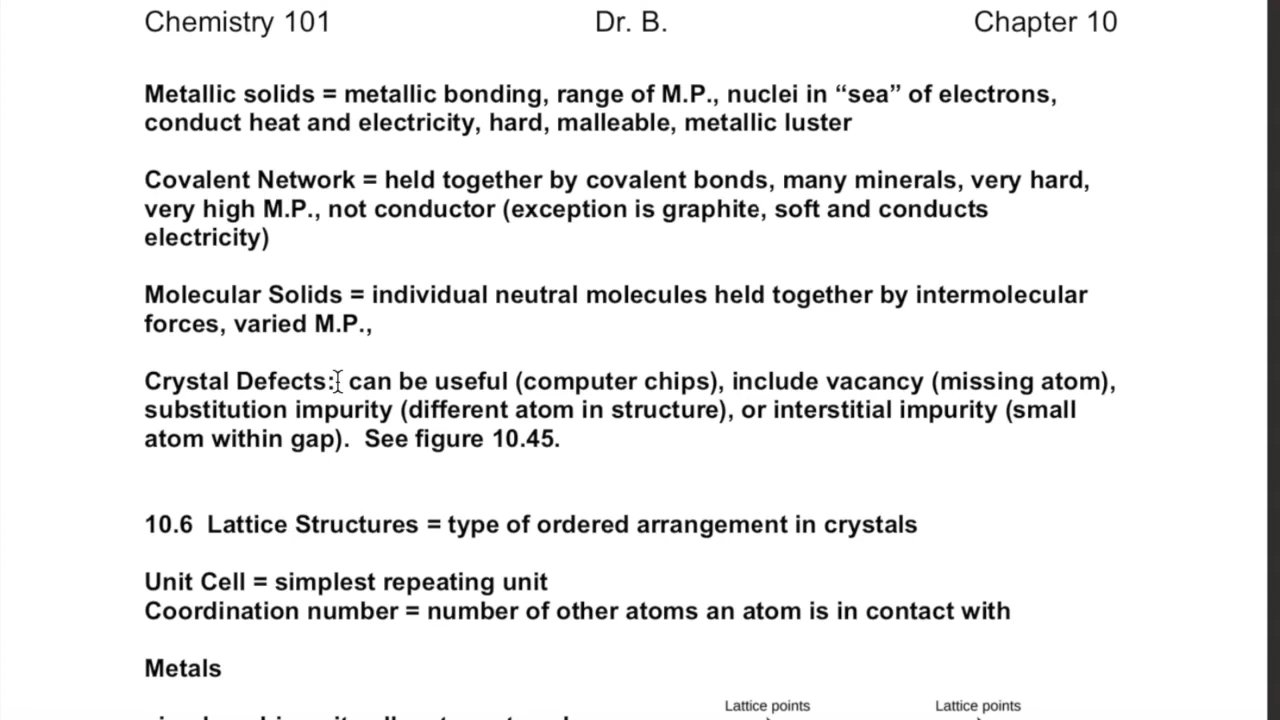 Chemistry 101 Dr. B. Chapter 10
Metallic solids = metallic bonding, range of M.P., nuclei in “sea” of electrons,
conduct heat and electricity, hard, malleable, metallic luster
Covalent Network = held together by covalent bonds, many minerals, very hard,
very high M.P., not conductor (exception is graphite, soft and conducts
electricity)
Molecular Solids = individual neutral molecules held together by intermolecular
forces, varied M.P.,
Crystal Defects: can be useful (computer chips), include vacancy (missing atom),
substitution impurity (different atom in structure), or interstitial impurity (small
atom within gap). See figure 10.45.
10.6 Lattice Structures = type of ordered arrangement in crystals
Unit Cell = simplest repeating unit
Coordination number = number of other atoms an atom is in contact with
Metals
Lattice points Lattice points